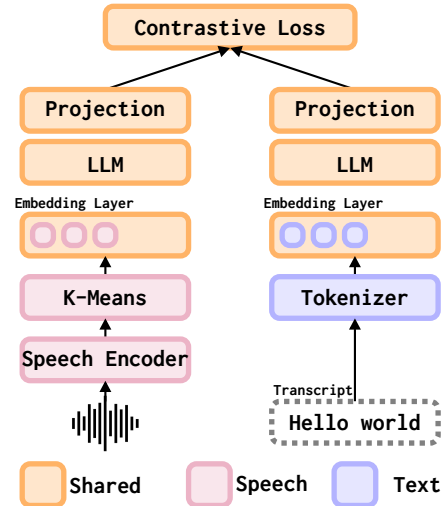 Contrastive Loss
Projection
Projection
LLM
LLM
Embedding Layer
Embedding Layer
K-Means
Tokenizer
Speech Encoder
Transcript
Hello world
Shared
Speech
Text